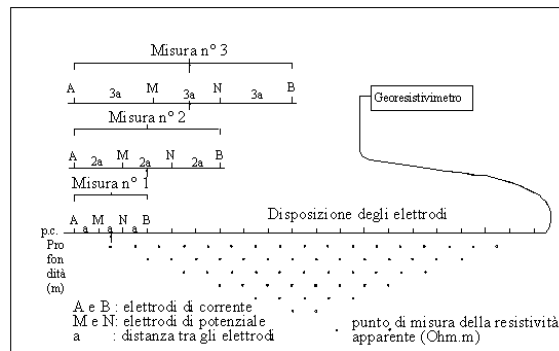 Misura n° 3
A 3a M 3a N 3a B
Georesistivimetro
Misura n° 2
A 2a M 2a N 2a B
Misura n° 1
A M N B
a a a
Disposizione degli elettrodi
p.c.
Pro
fon
dità
(m)
A e B : elettrodi di corrente
M e N: elettrodi di potenziale
a : distanza tra gli elettrodi
punto di misura della resistività
apparente (Ohm.m)